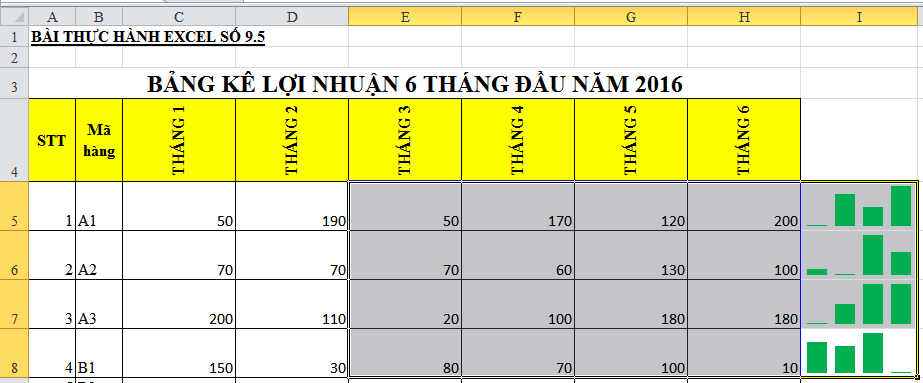 A B C D E F G H I
1 BÀI THỰC HÀNH EXCEL SỐ 9.5
2
3 BẢNG KÊ LỢI NHUẬN 6 THÁNG ĐẦU NĂM 2016
4 STT Mã hàng THÁNG 1 THÁNG 2 THÁNG 3 THÁNG 4 THÁNG 5 THÁNG 6
5 1 A1 50 190 50 170 120 200
6 2 A2 70 70 70 60 130 100
7 3 A3 200 110 20 100 180 180
8 4 B1 150 30 80 70 100 10